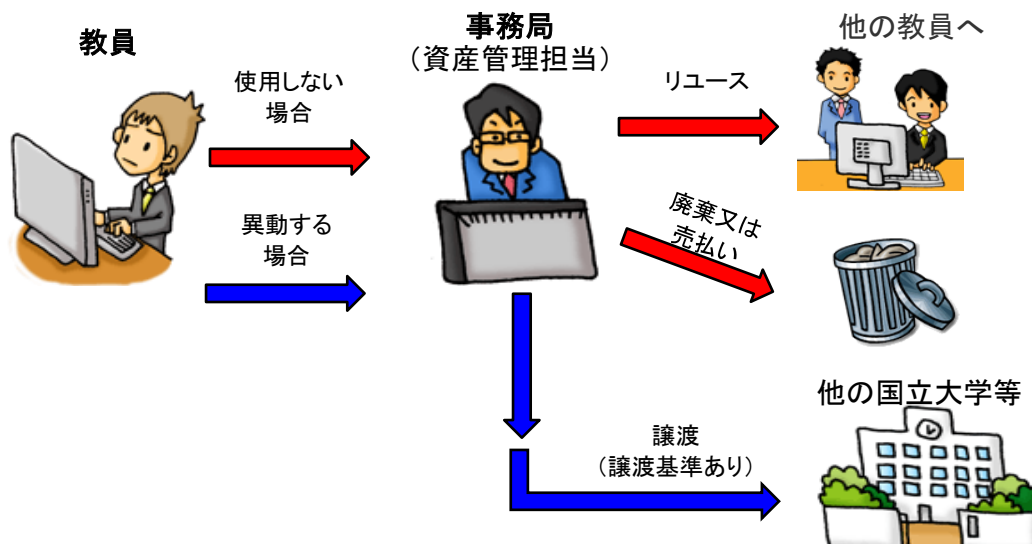 教員
使用しない
場合
異動する
場合
事務局
（資産管理担当）
リユース
他の教員へ
廃棄又は
売払い
他の国立大学等
譲渡
（譲渡基準あり）